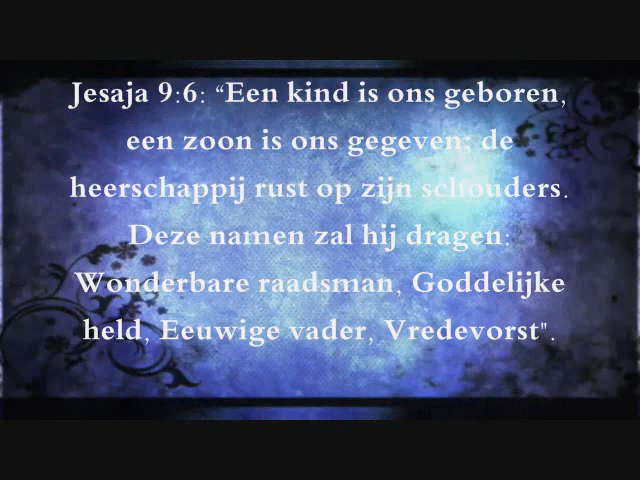 Jesaja 9:6: “Een kind is ons geboren,
een zoon is ons gegeven; de
heerschappij rust op zijn schouders.
Deze namen zal hij dragen:
Wonderbare raadsman, Goddelijke
held, Eeuwige vader, Vredevorst".